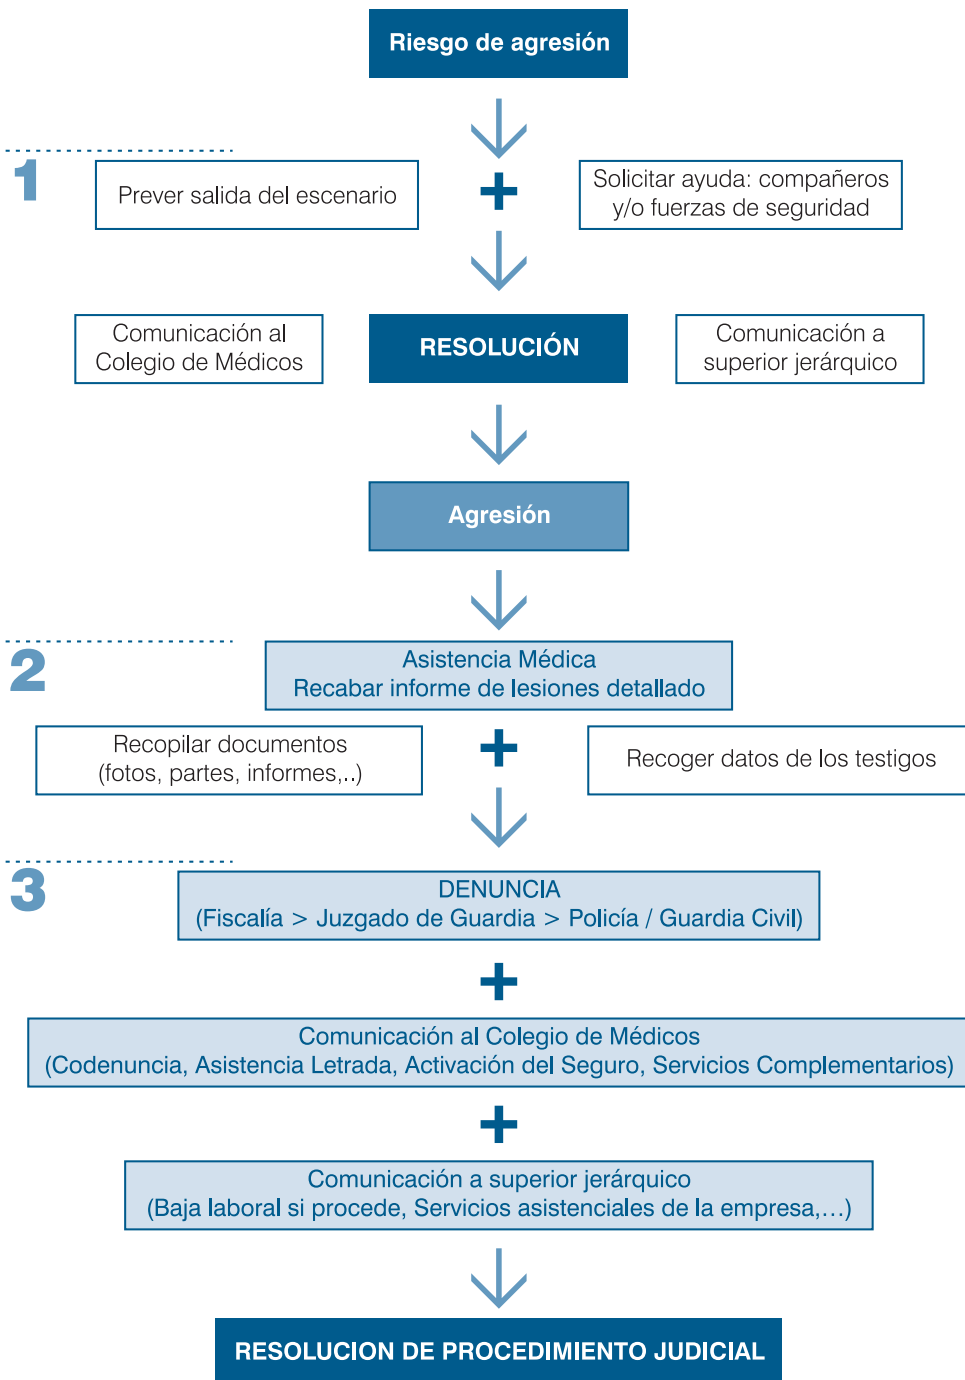 Riesgo de agresión
1
Prever salida del escenario
+
Solicitar ayuda: compañeros
y/o fuerzas de seguridad
Comunicación al
Colegio de Médicos
RESOLUCIÓN
Comunicación a
superior jerárquico
Agresión
2
Asistencia Médica
Recabar informe de lesiones detallado
Recopilar documentos
(fotos, partes, informes,..)
+
Recoger datos de los testigos
3
DENUNCIA
(Fiscalía > Juzgado de Guardia > Policía / Guardia Civil)
+
Comunicación al Colegio de Médicos
(Codenuncia, Asistencia Letrada, Activación del Seguro, Servicios Complementarios)
+
Comunicación a superior jerárquico
(Baja laboral si procede, Servicios asistenciales de la empresa,...)
RESOLUCION DE PROCEDIMIENTO JUDICIAL